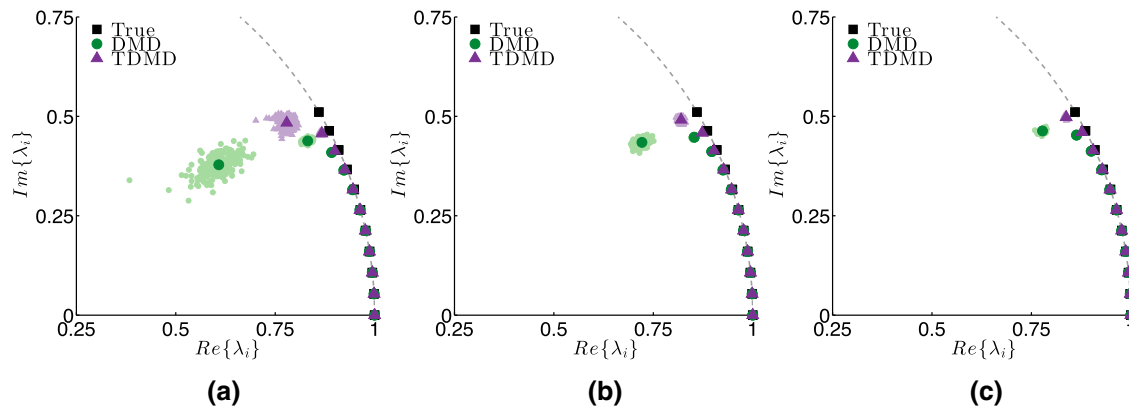 0.75 0.75 0.75
True True True
DMD DMD DMD
TDMD TDMD TDMD
0.5 0.5 0.5
Im{λi} Im{λi} Im{λi}
0.25 0.25 0.25
0 0 0
0.25 0.5 0.75 1 0.25 0.5 0.75 1 0.25 0.5 0.75 1
Re{λi} Re{λi} Re{λi}
(a) (b) (c)